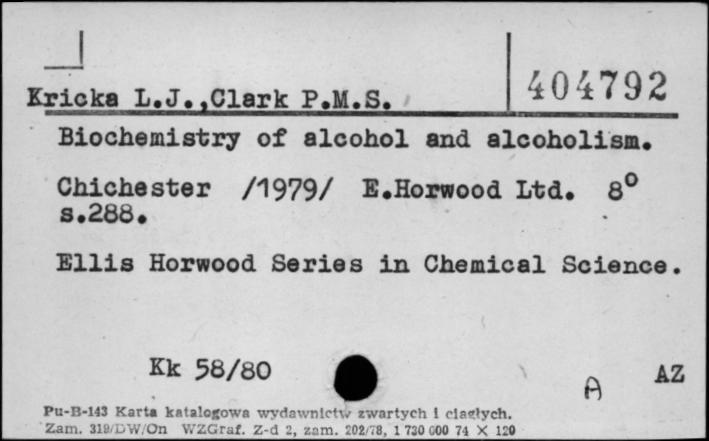 404792
Kricka L.J.,Clark P.M.S.
Biochemistry of alcohol and alcoholism.
Chichester /1979/ E.Horwood Ltd. 8°
s.288.
Ellis Horwood Series in Chemical Science.
Kk 58/80
A AZ
Pu-B-143 Karta katalogowa wydawnictw zwartych i ciągłych.
Zam. 319/DW/On WZGraf. Z-d 2, zam. 202/78, 1 730 000 74 X 120